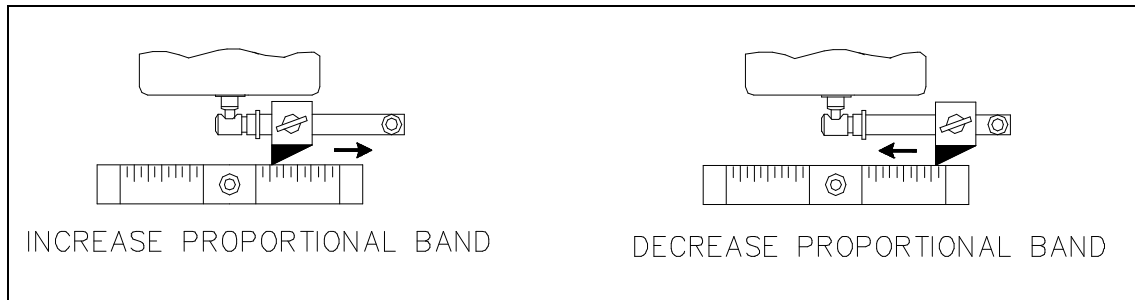 INCREASE PROPORTIONAL BAND
DECREASE PROPORTIONAL BAND